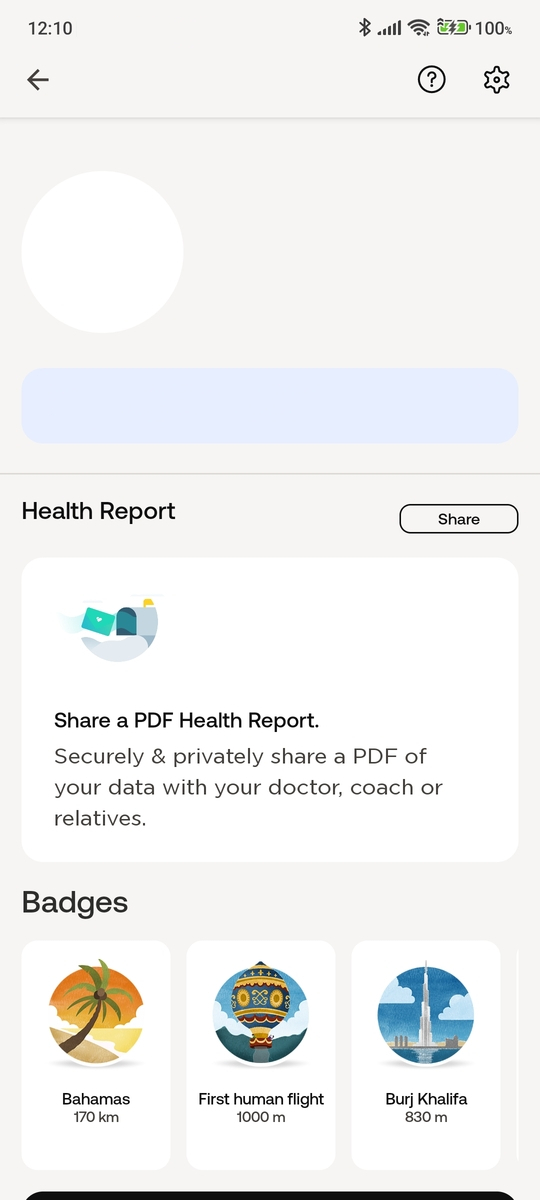 12:10
100%
Health Report
Share
Share a PDF Health Report.
Securely & privately share a PDF of
your data with your doctor, coach or
relatives.
Badges
Bahamas
170 km
First human flight
1000 m
Burj Khalifa
830 m